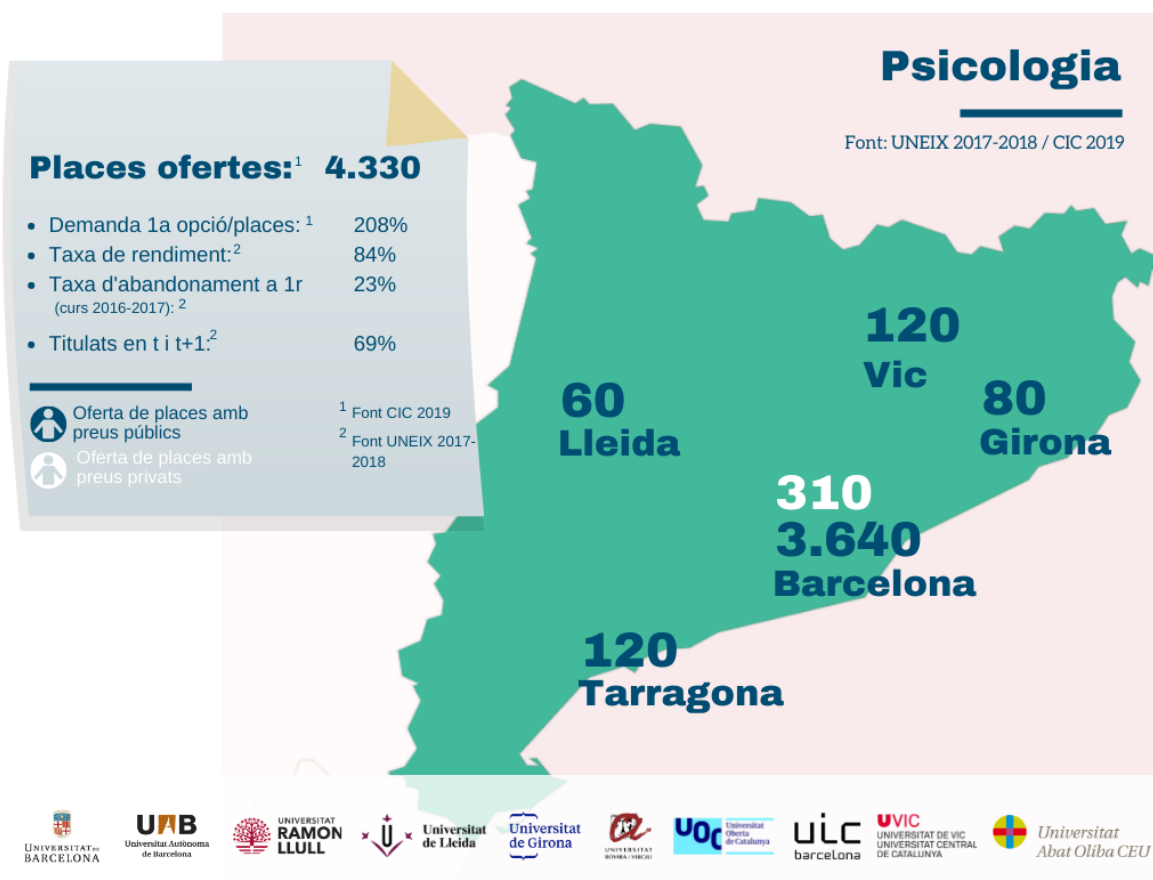 Psicologia
Font: UNEIX 2017-2018 / CIC 2019
Places ofertes:¹ 4.330
• Demanda 1a opció/places: ¹ 208%
• Taxa de rendiment:² 84%
• Taxa d'abandonament a 1r 23%
(curs 2016-2017): ²
• Titulats en t i t+1:² 69%
Oferta de places amb
preus públics
Oferta de places amb
preus privats
¹ Font CIC 2019
² Font UNEIX 2017-
2018
120
Vic
60
Lleida
80
Girona
310
3.640
Barcelona
120
Tarragona
UNIVERSITAT DE
BARCELONA
UAB
Universitat Autònoma
de Barcelona
UNIVERSITAT
RAMON
LLULL
U
Universitat
de Lleida
Universitat
de Girona
UNIVERSITAT
ROVIRA I VIRGILI
UOC
Universitat
Oberta
de Catalunya
uic
barcelona
UVIC
UNIVERSITAT DE VIC
UNIVERSITAT CENTRAL
DE CATALUNYA
Universitat
Abat Oliba CEU